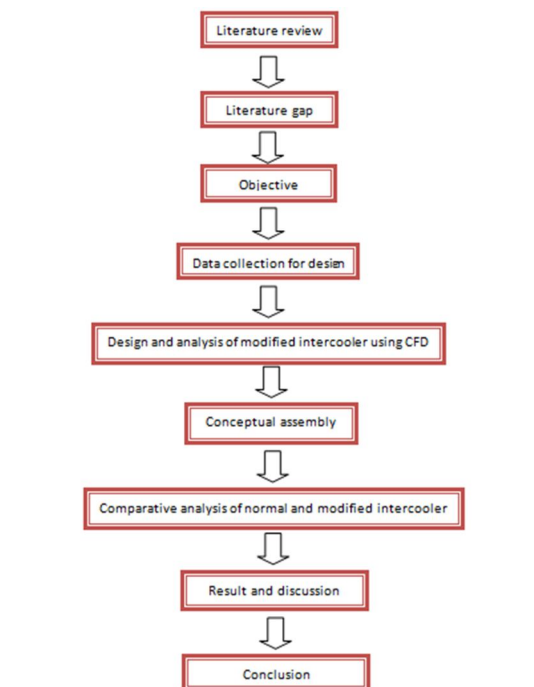 Literature review
Literature gap
Objective
Data collection for design
Design and analysis of modified intercooler using CFD
Conceptual assembly
Comparative analysis of normal and modified intercooler
Result and discussion
Conclusion